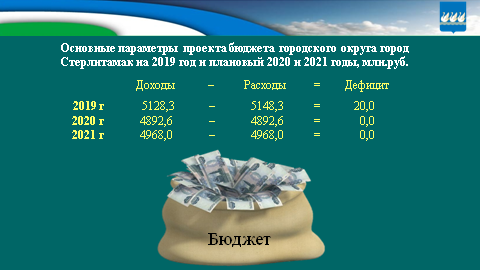 Основные параметры проекта бюджета городского округа город
Стерлитамак на 2019 год и плановый 2020 и 2021 годы, млн.руб.
Доходы – Расходы = Дефицит
2019 г 5128,3 – 5148,3 = 20,0
2020 г 4892,6 – 4892,6 = 0,0
2021 г 4968,0 – 4968,0 = 0,0
Бюджет